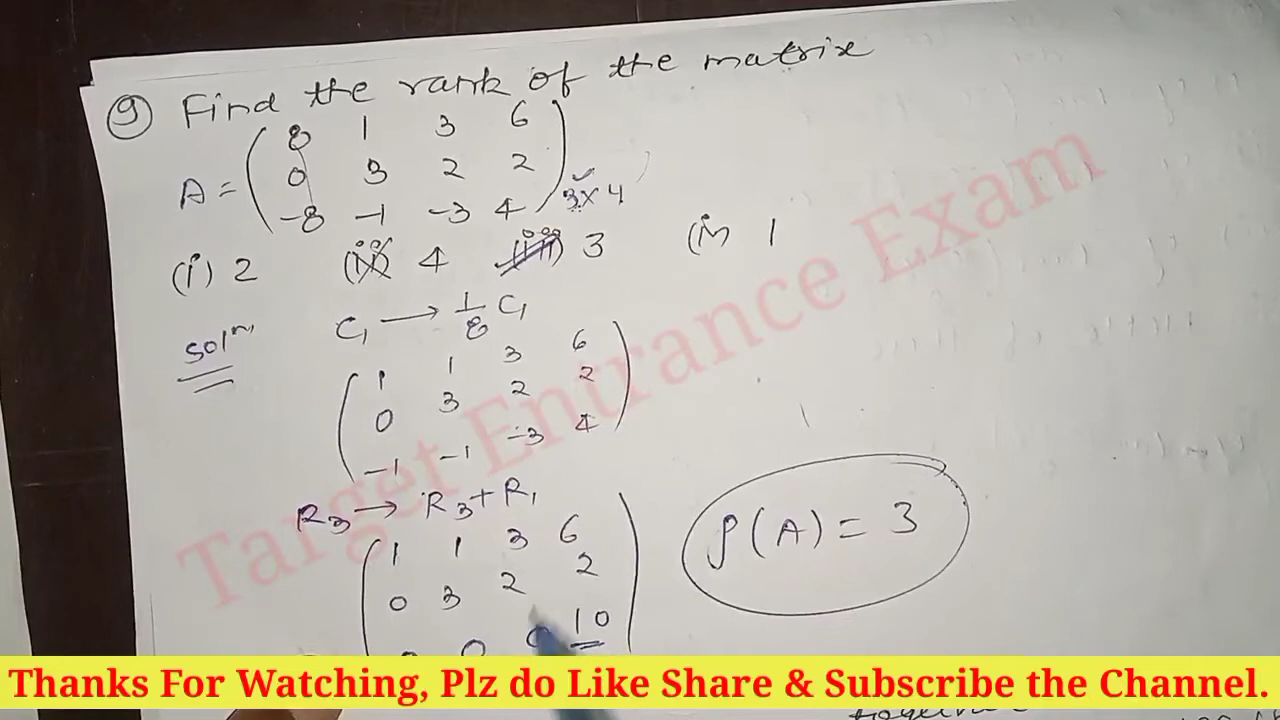 9 Find the rank of the matrix
A = ( 8 1 3 6
0 3 2 2
-8 -1 -3 4 ) 3×4
(i) 2 (ii) 4 (iii) 3 (iv) 1
Solⁿ, C₁ → 1/8 C₁
( 1 1 3 6
0 3 2 2
-1 -1 -3 4 )
R₃ → R₃+R₁
( 1 1 3 6
0 3 2 2
0 0 0 10 )
ρ(A) = 3
Target Entrance Exam
Thanks For Watching, Plz do Like Share & Subscribe the Channel.